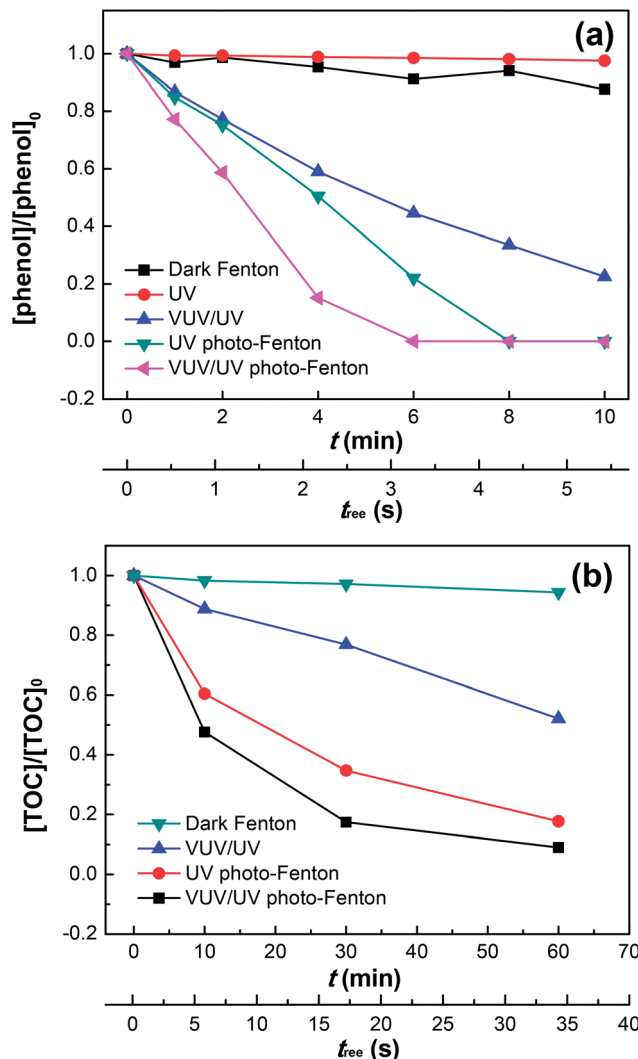 (a)
[phenol]/[phenol]0
1.0
0.8
0.6
0.4
0.2
0.0
-0.2
Dark Fenton
UV
VUV/UV
UV photo-Fenton
VUV/UV photo-Fenton
0 2 4 6 8 10
t (min)
0 1 2 3 4 5
tree (s)
(b)
[TOC]/[TOC]0
1.0
0.8
0.6
0.4
0.2
0.0
-0.2
Dark Fenton
VUV/UV
UV photo-Fenton
VUV/UV photo-Fenton
0 10 20 30 40 50 60 70
t (min)
0 5 10 15 20 25 30 35 40
tree (s)